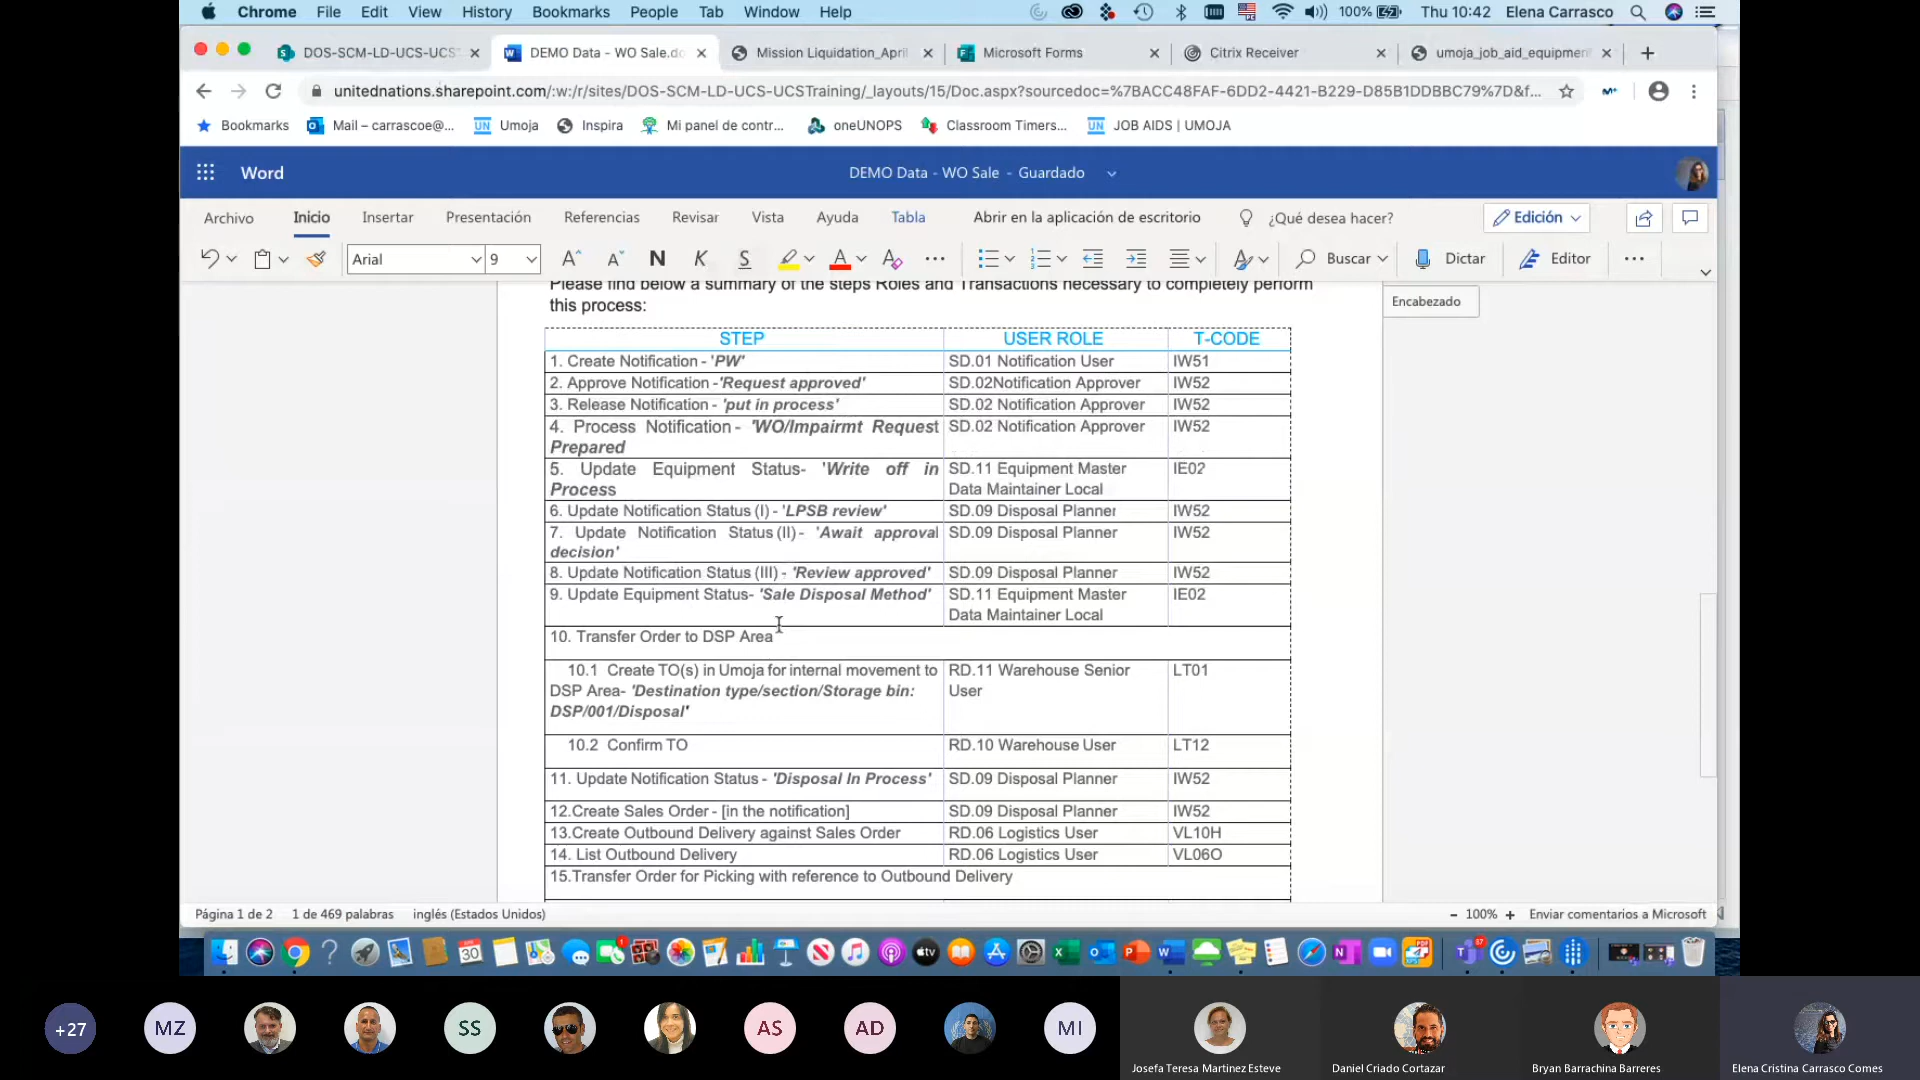 Chrome File Edit View History Bookmarks People Tab Window Help 100% Thu 10:42 Elena Carrasco
DOS-SCM-LD-UCS-UCS DEMO Data - WO Sale.do Mission Liquidation_April Microsoft Forms Citrix Receiver umoja_job_aid_equipmen
unitednations.sharepoint.com/:w:/r/sites/DOS-SCM-LD-UCS-UCSTraining/_layouts/15/Doc.aspx?sourcedoc=%7BACC48FAF-6DD2-4421-B229-D85B1DDBBC79%7D&f...
Bookmarks Mail – carrascoe@... UN Umoja Inspira Mi panel de contr... oneUNOPS Classroom Timers... UN JOB AIDS | UMOJA
Word DEMO Data - WO Sale - Guardado
Archivo Inicio Insertar Presentación Referencias Revisar Vista Ayuda Tabla Abrir en la aplicación de escritorio ¿Qué desea hacer? Edición
Arial 9 A A N K S A Buscar Dictar Editor
Please find below a summary of the steps Roles and Transactions necessary to completely perform
this process:
Encabezado
STEP USER ROLE T-CODE
1. Create Notification - 'PW' SD.01 Notification User IW51
2. Approve Notification -'Request approved' SD.02Notification Approver IW52
3. Release Notification - 'put in process' SD.02 Notification Approver IW52
4. Process Notification - 'WO/Impairmt Request SD.02 Notification Approver IW52
Prepared
5. Update Equipment Status- 'Write off in SD.11 Equipment Master IE02
Process Data Maintainer Local
6. Update Notification Status (I) - 'LPSB review' SD.09 Disposal Planner IW52
7. Update Notification Status (II) - 'Await approval SD.09 Disposal Planner IW52
decision'
8. Update Notification Status (III) - 'Review approved' SD.09 Disposal Planner IW52
9. Update Equipment Status- 'Sale Disposal Method' SD.11 Equipment Master IE02
Data Maintainer Local
10. Transfer Order to DSP Area
10.1 Create TO(s) in Umoja for internal movement to RD.11 Warehouse Senior LT01
DSP Area- 'Destination type/section/Storage bin: User
DSP/001/Disposal'
10.2 Confirm TO RD.10 Warehouse User LT12
11. Update Notification Status - 'Disposal In Process' SD.09 Disposal Planner IW52
12.Create Sales Order - [in the notification] SD.09 Disposal Planner IW52
13.Create Outbound Delivery against Sales Order RD.06 Logistics User VL10H
14. List Outbound Delivery RD.06 Logistics User VL06O
15.Transfer Order for Picking with reference to Outbound Delivery
Página 1 de 2 1 de 469 palabras inglés (Estados Unidos) - 100% + Enviar comentarios a Microsoft
+27 MZ SS AS AD MI
Josefa Teresa Martinez Esteve Daniel Criado Cortazar Bryan Barrachina Barreres Elena Cristina Carrasco Comes